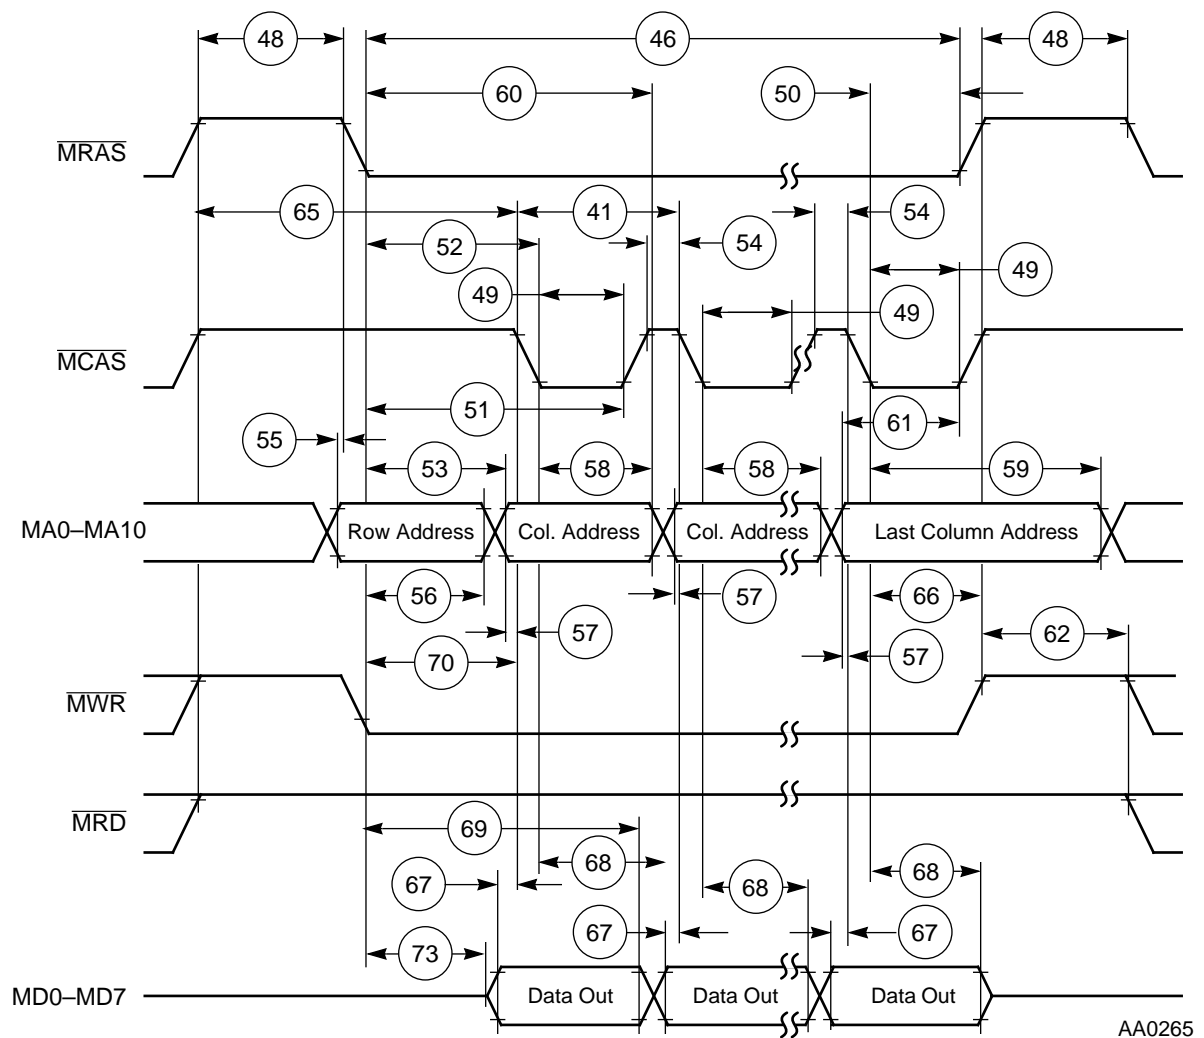 48
46
48
60
50
MRAS
65
41
54
52
54
49
49
49
MCAS
51
61
55
53
58
58
59
MA0–MA10
Row Address
Col. Address
Col. Address
Last Column Address
56
57
66
57
62
70
57
MWR
MRD
69
67
68
68
68
67
67
73
MD0–MD7
Data Out
Data Out
Data Out
AA0265